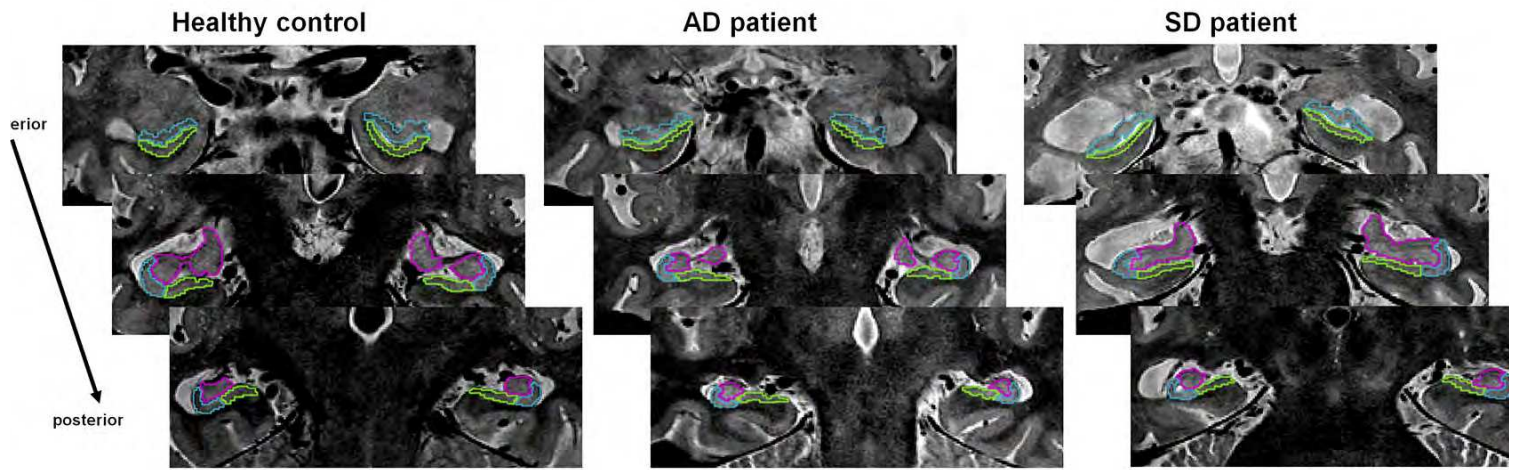 Healthy control
AD patient
SD patient
erior
posterior